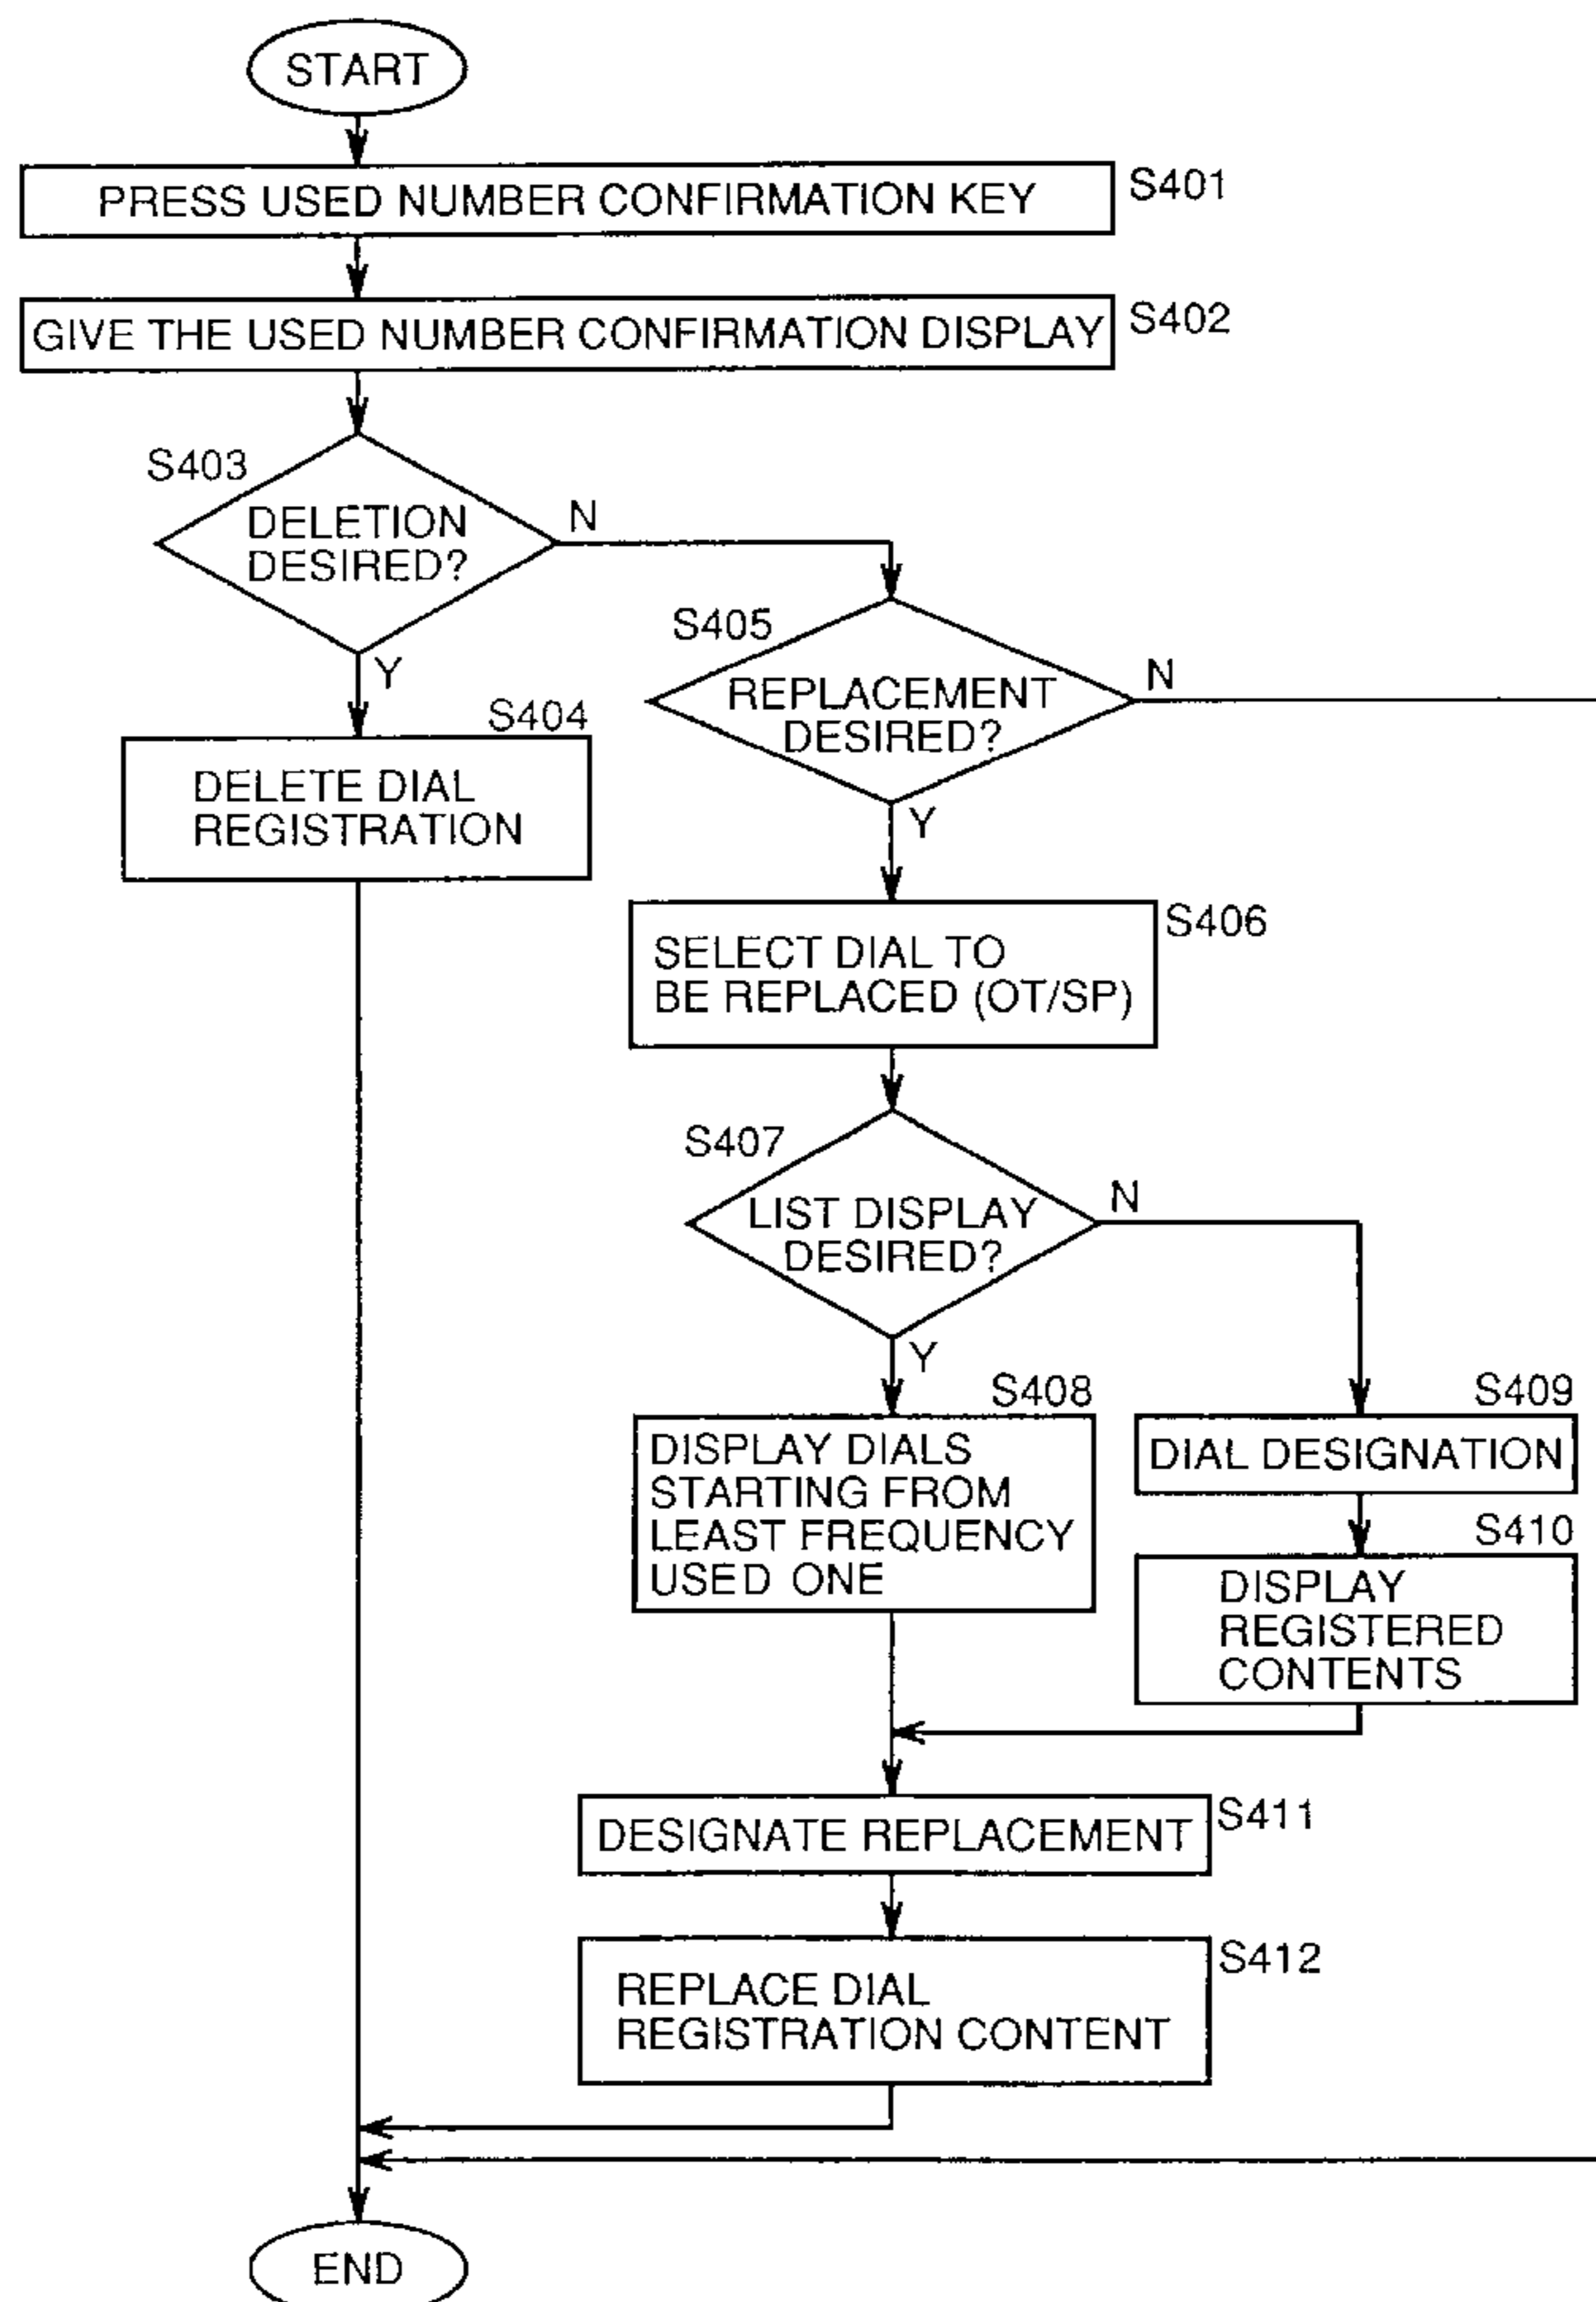 START
PRESS USED NUMBER CONFIRMATION KEY
S401
GIVE THE USED NUMBER CONFIRMATION DISPLAY
S402
S403
DELETION
DESIRED?
N
Y
S405
REPLACEMENT
DESIRED?
N
Y
S404
DELETE DIAL
REGISTRATION
S406
SELECT DIAL TO
BE REPLACED (OT/SP)
S407
LIST DISPLAY
DESIRED?
N
Y
S408
DISPLAY DIALS
STARTING FROM
LEAST FREQUENCY
USED ONE
S409
DIAL DESIGNATION
S410
DISPLAY
REGISTERED
CONTENTS
DESIGNATE REPLACEMENT
S411
S412
REPLACE DIAL
REGISTRATION CONTENT
END